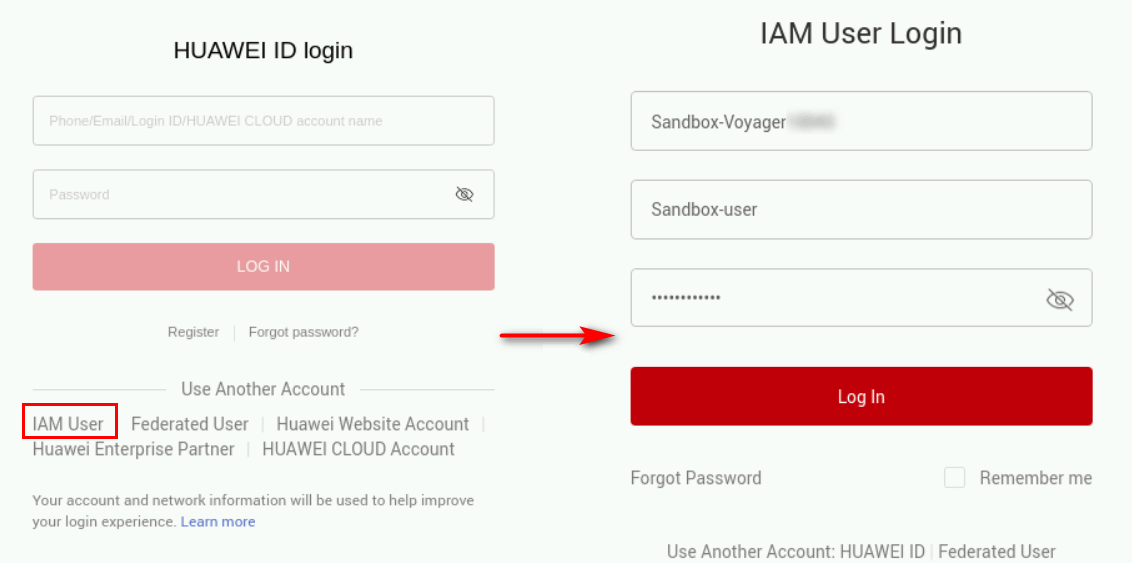 HUAWEI ID login
Phone/Email/Login ID/HUAWEI CLOUD account name
Password
LOG IN
Register | Forgot password?
Use Another Account
IAM User | Federated User | Huawei Website Account |
Huawei Enterprise Partner | HUAWEI CLOUD Account
Your account and network information will be used to help improve
your login experience. Learn more
IAM User Login
Sandbox-Voyager
Sandbox-user
••••••••••••
Log In
Forgot Password
Remember me
Use Another Account: HUAWEI ID | Federated User